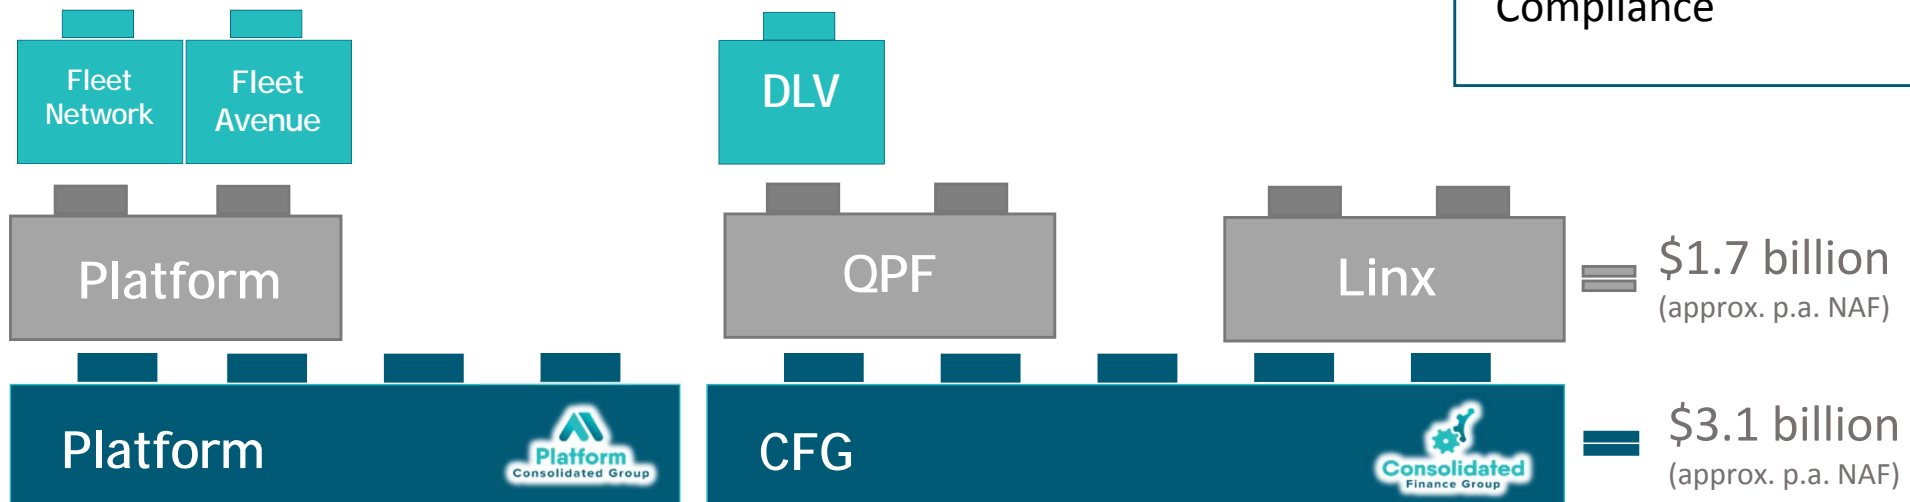 Compliance
Fleet
Network
Fleet
Avenue
DLV
Platform
QPF
Linx
$1.7 billion
(approx. p.a. NAF)
Platform
Platform
Consolidated Group
CFG
Consolidated
Finance Group
$3.1 billion
(approx. p.a. NAF)